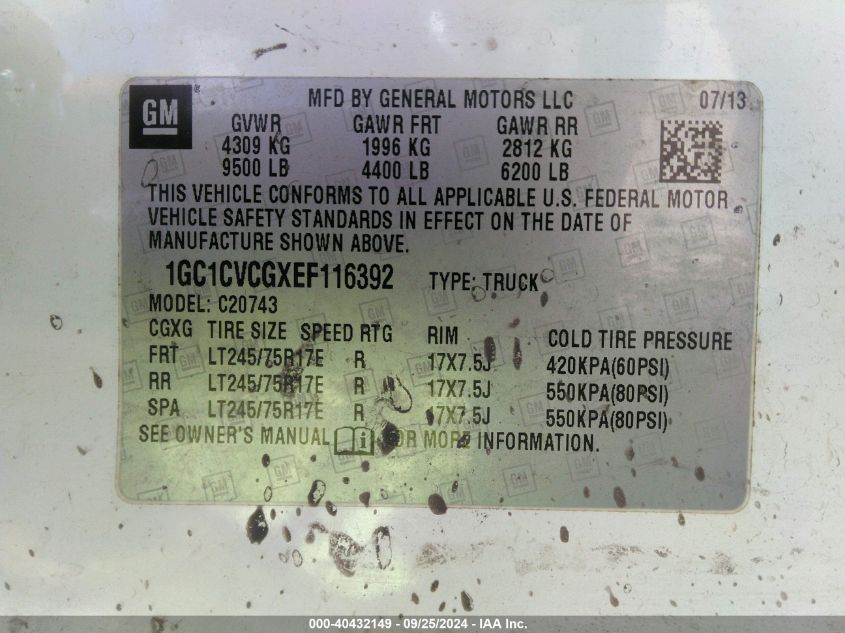 GM
MFD BY GENERAL MOTORS LLC 07/13
GVWR GAWR FRT GAWR RR
4309 KG 1996 KG 2812 KG
9500 LB 4400 LB 6200 LB
THIS VEHICLE CONFORMS TO ALL APPLICABLE U.S. FEDERAL MOTOR
VEHICLE SAFETY STANDARDS IN EFFECT ON THE DATE OF
MANUFACTURE SHOWN ABOVE.
1GC1CVCGXEF116392 TYPE: TRUCK
MODEL: C20743
CGXG TIRE SIZE SPEED RTG RIM COLD TIRE PRESSURE
FRT LT245/75R17E R 17X7.5J 420KPA(60PSI)
RR LT245/75R17E R 17X7.5J 550KPA(80PSI)
SPA LT245/75R17E R 17X7.5J 550KPA(80PSI)
SEE OWNER'S MANUAL FOR MORE INFORMATION.
000-40432149 - 09/25/2024 - IAA Inc.